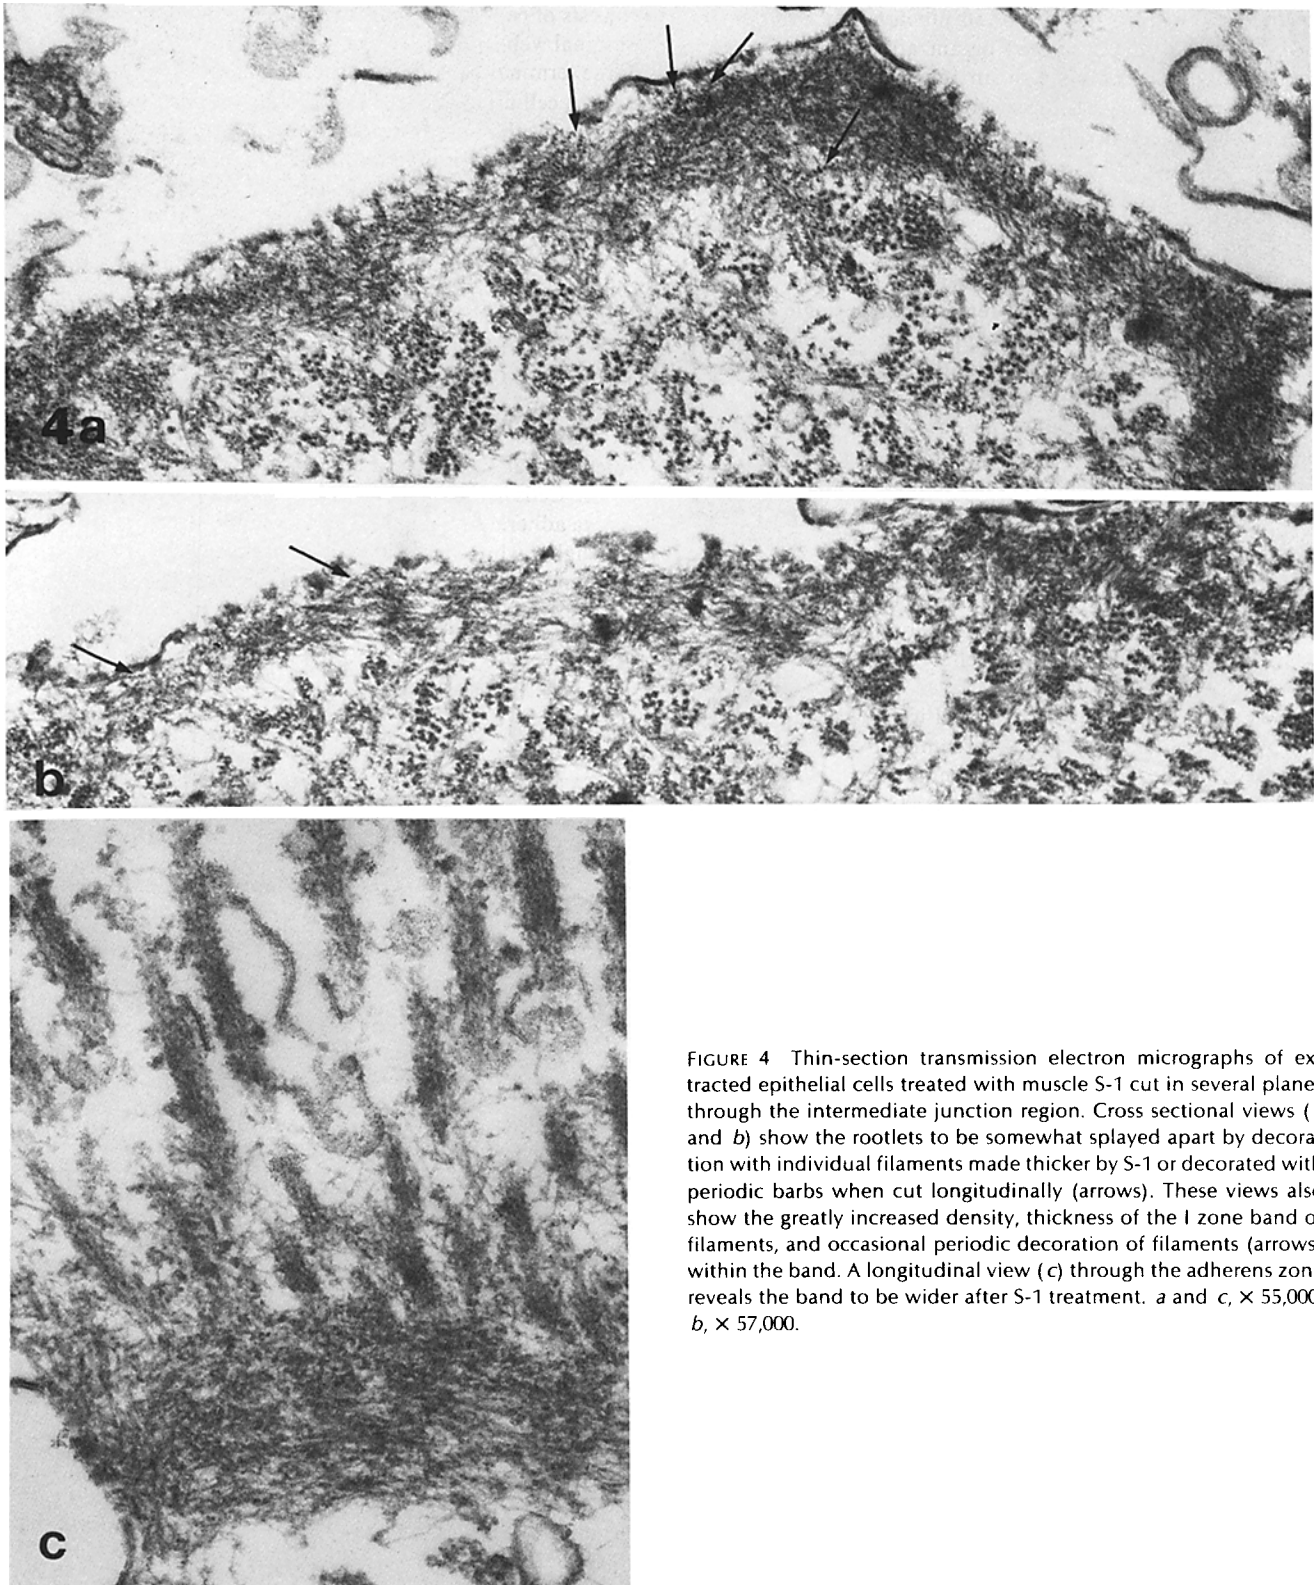 4a
b
c
FIGURE 4 Thin-section transmission electron micrographs of ex
tracted epithelial cells treated with muscle S-1 cut in several plane
through the intermediate junction region. Cross sectional views (
and b) show the rootlets to be somewhat splayed apart by decora
tion with individual filaments made thicker by S-1 or decorated wit
periodic barbs when cut longitudinally (arrows). These views als
show the greatly increased density, thickness of the I zone band o
filaments, and occasional periodic decoration of filaments (arrows
within the band. A longitudinal view (c) through the adherens zon
reveals the band to be wider after S-1 treatment. a and c, × 55,000
b, × 57,000.